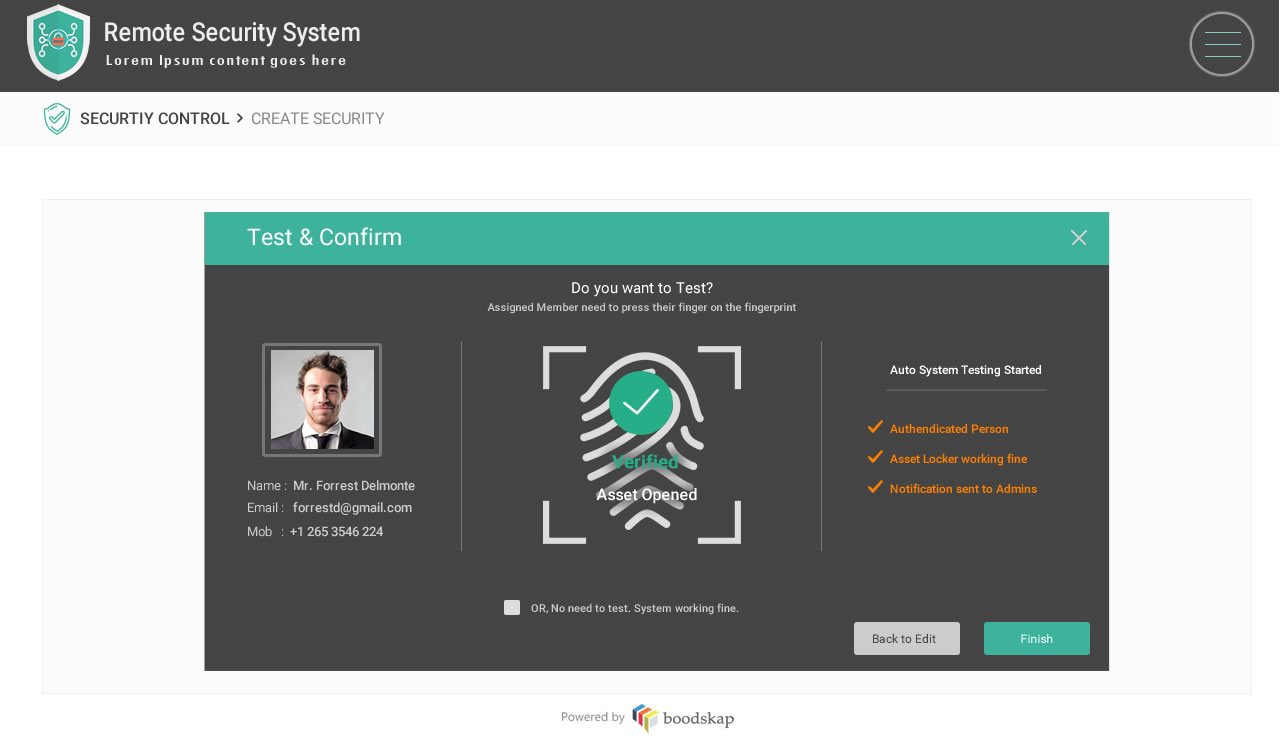 Remote Security System
Lorem Ipsum content goes here
SECURTIY CONTROL > CREATE SECURITY
Test & Confirm
Do you want to Test?
Assigned Member need to press their finger on the fingerprint
Name : Mr. Forrest Delmonte
Email : forrestd@gmail.com
Mob : +1 265 3546 224
Verified
Asset Opened
Auto System Testing Started
Authendicated Person
Asset Locker working fine
Notification sent to Admins
OR, No need to test. System working fine.
Back to Edit
Finish
Powered by boodskap